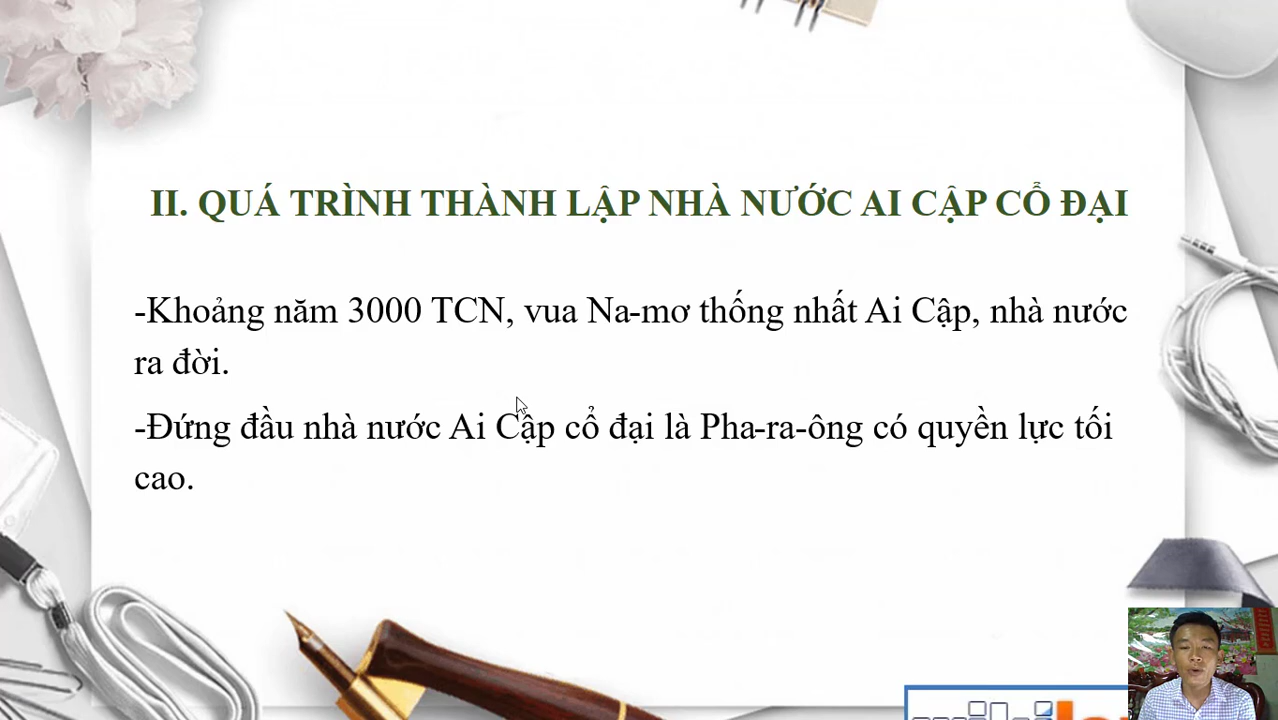 II. QUÁ TRÌNH THÀNH LẬP NHÀ NƯỚC AI CẬP CỔ ĐẠI
-Khoảng năm 3000 TCN, vua Na-mơ thống nhất Ai Cập, nhà nước
ra đời.
-Đứng đầu nhà nước Ai Cập cổ đại là Pha-ra-ông có quyền lực tối
cao.